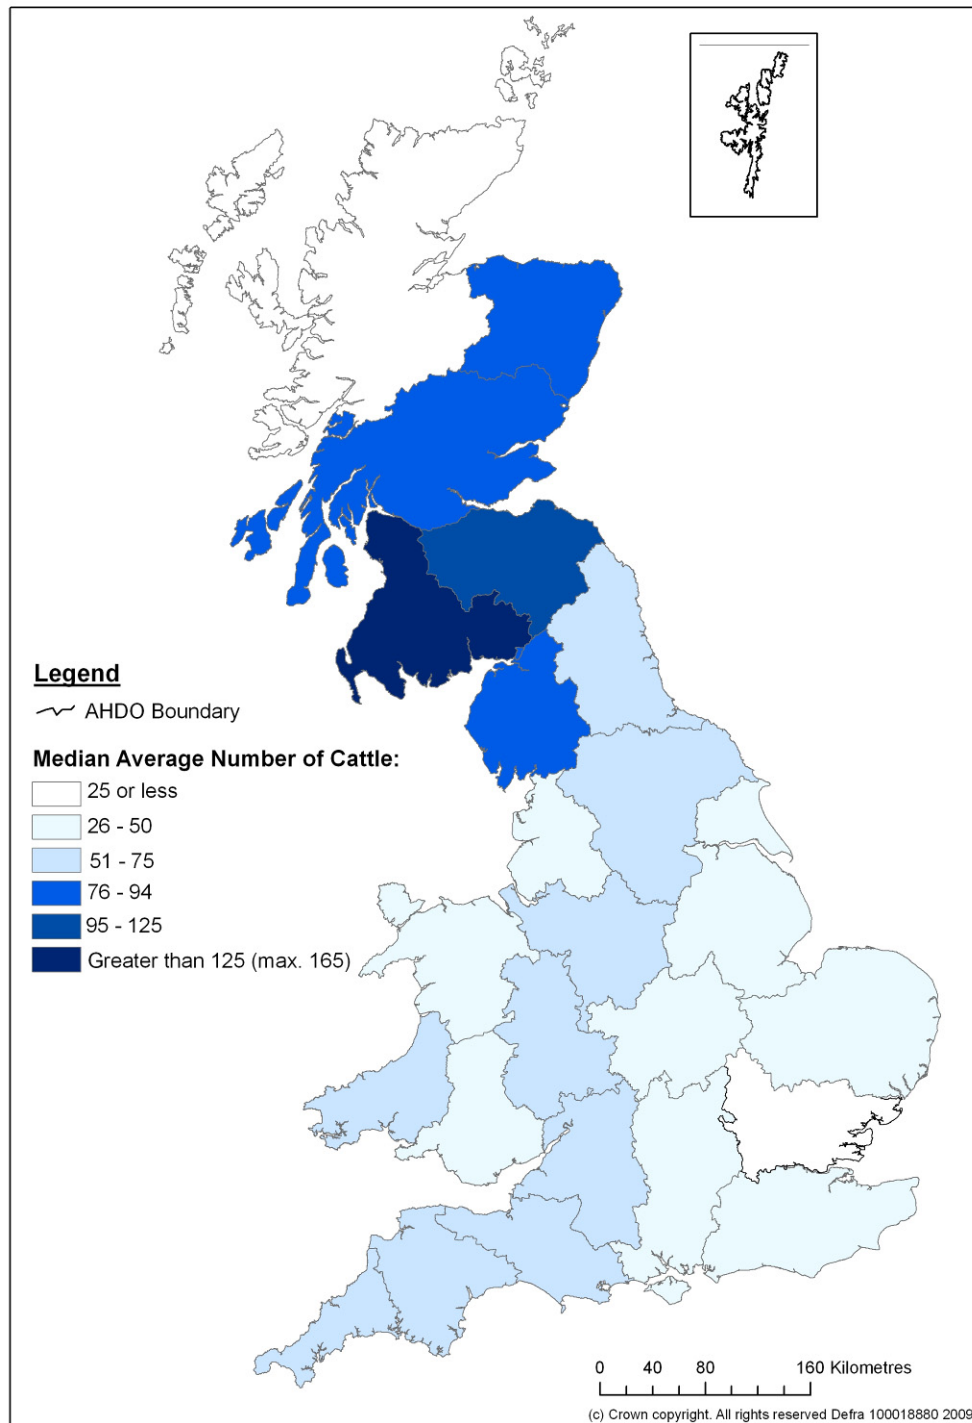 Legend
AHDO Boundary
Median Average Number of Cattle:
25 or less
26 - 50
51 - 75
76 - 94
95 - 125
Greater than 125 (max. 165)
0 40 80 160 Kilometres
(c) Crown copyright. All rights reserved Defra 100018880 2009